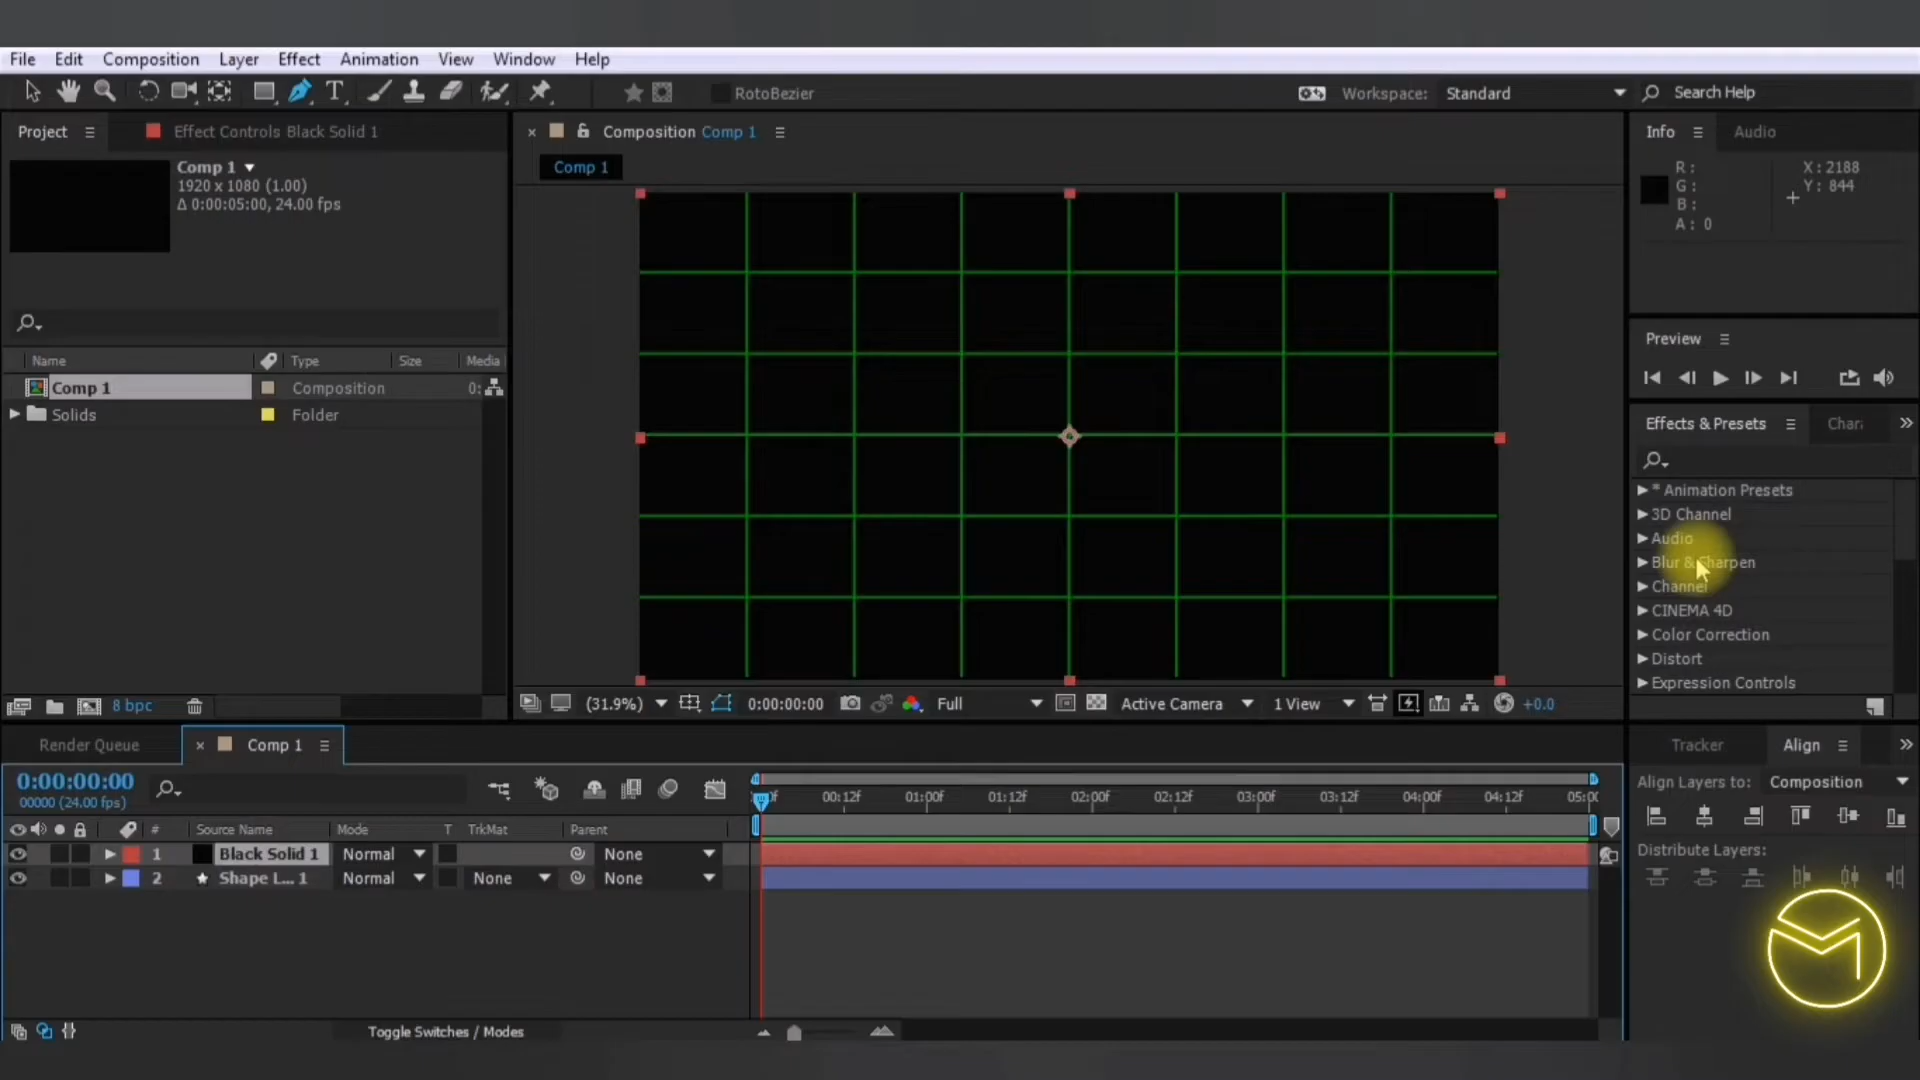 File Edit Composition Layer Effect Animation View Window Help
RotoBezier
Workspace: Standard
Search Help
Project
Effect Controls Black Solid 1
Composition Comp 1
Info
Audio
Comp 1
Comp 1
1920 x 1080 (1.00)
Δ 0:00:05:00, 24.00 fps
R :
G :
B :
A : 0
X : 2188
Y : 844
Preview
Name Type Size Media
Comp 1 Composition 0:
Solids Folder
Effects & Presets
* Animation Presets
3D Channel
Audio
Blur & Sharpen
Channel
CINEMA 4D
Color Correction
Distort
Expression Controls
8 bpc
(31.9%) 0:00:00:00 Full Active Camera 1 View +0.0
Render Queue
Comp 1
Tracker
Align
0:00:00:00
00000 (24.00 fps)
Align Layers to: Composition
00:12f 01:00f 01:12f 02:00f 02:12f 03:00f 03:12f 04:00f 04:12f
# Source Name Mode T TrkMat Parent
1 Black Solid 1 Normal None
2 Shape L... 1 Normal None None
Distribute Layers:
Toggle Switches / Modes